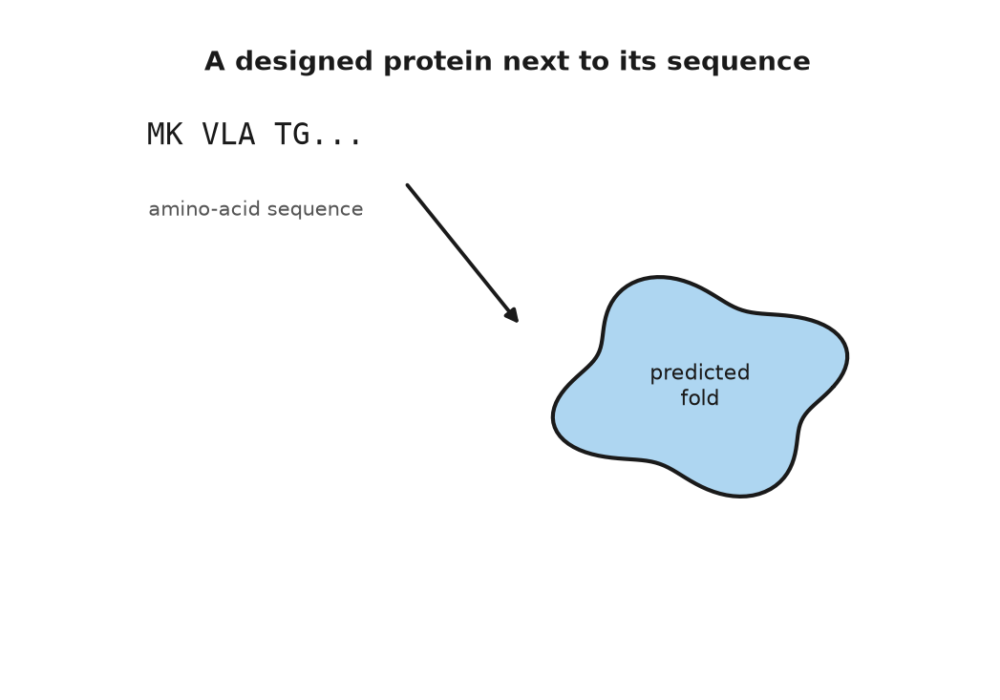 A designed protein next to its sequence
MK VLA TG...
amino-acid sequence
predicted
fold